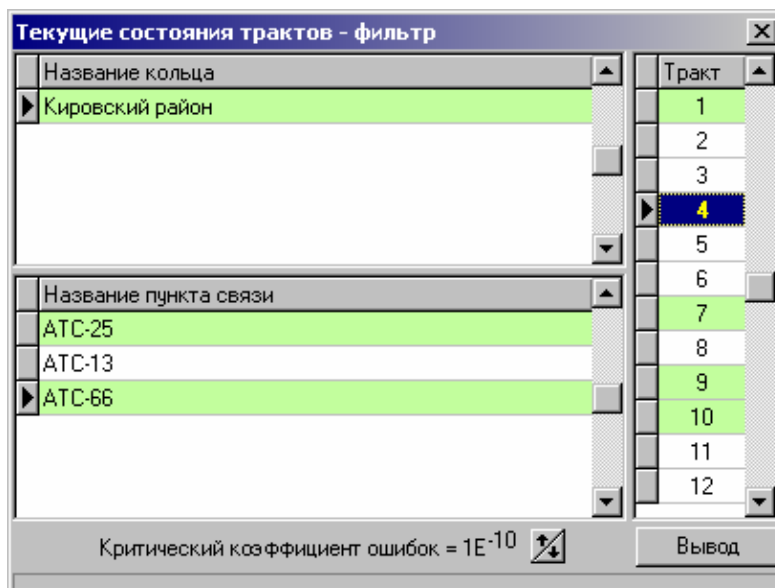 Текущие состояния трактов - фильтр
Название кольца
Кировский район
Название пункта связи
АТС-25
АТС-13
АТС-66
Тракт
1
2
3
4
5
6
7
8
9
10
11
12
Критический коэффициент ошибок = 1E-10
Вывод